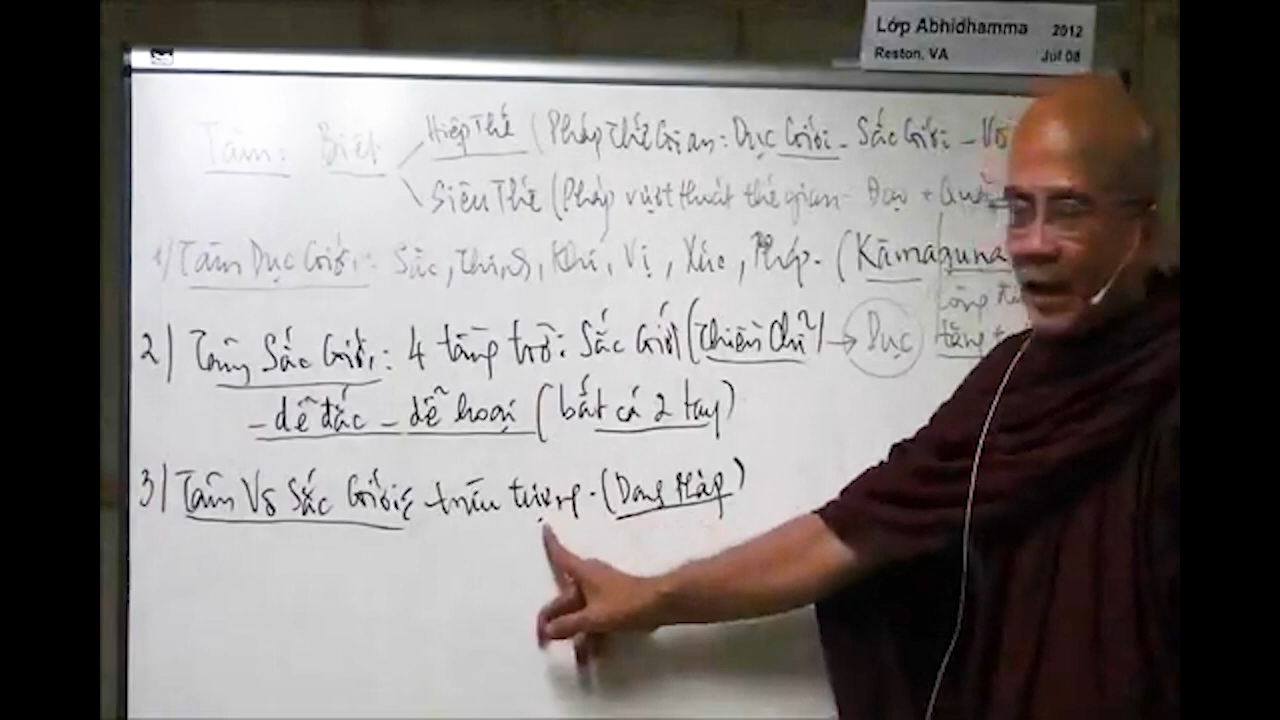 Lớp Abhidhamma 2012
Reston, VA Jul 08
Tâm: Biết
Hiệp Thế (Pháp Thế Gian: Dục Giới - Sắc Giới - Vô
Siêu Thế (Pháp vượt thoát thế gian - Đạo + Quả
1/ Tâm Dục Giới: Sắc, Thinh, Khí, Vị, Xúc, Pháp. (Kāmaguna
2/ Tâm Sắc Giới: 4 tầng trời Sắc Giới (Thiền Chỉ) → Dục
tầng
- dễ đắc - dễ hoại (bắt cá 2 tay)
3/ Tâm Vô Sắc Giới: trừu tượng. (Dong Pháp)